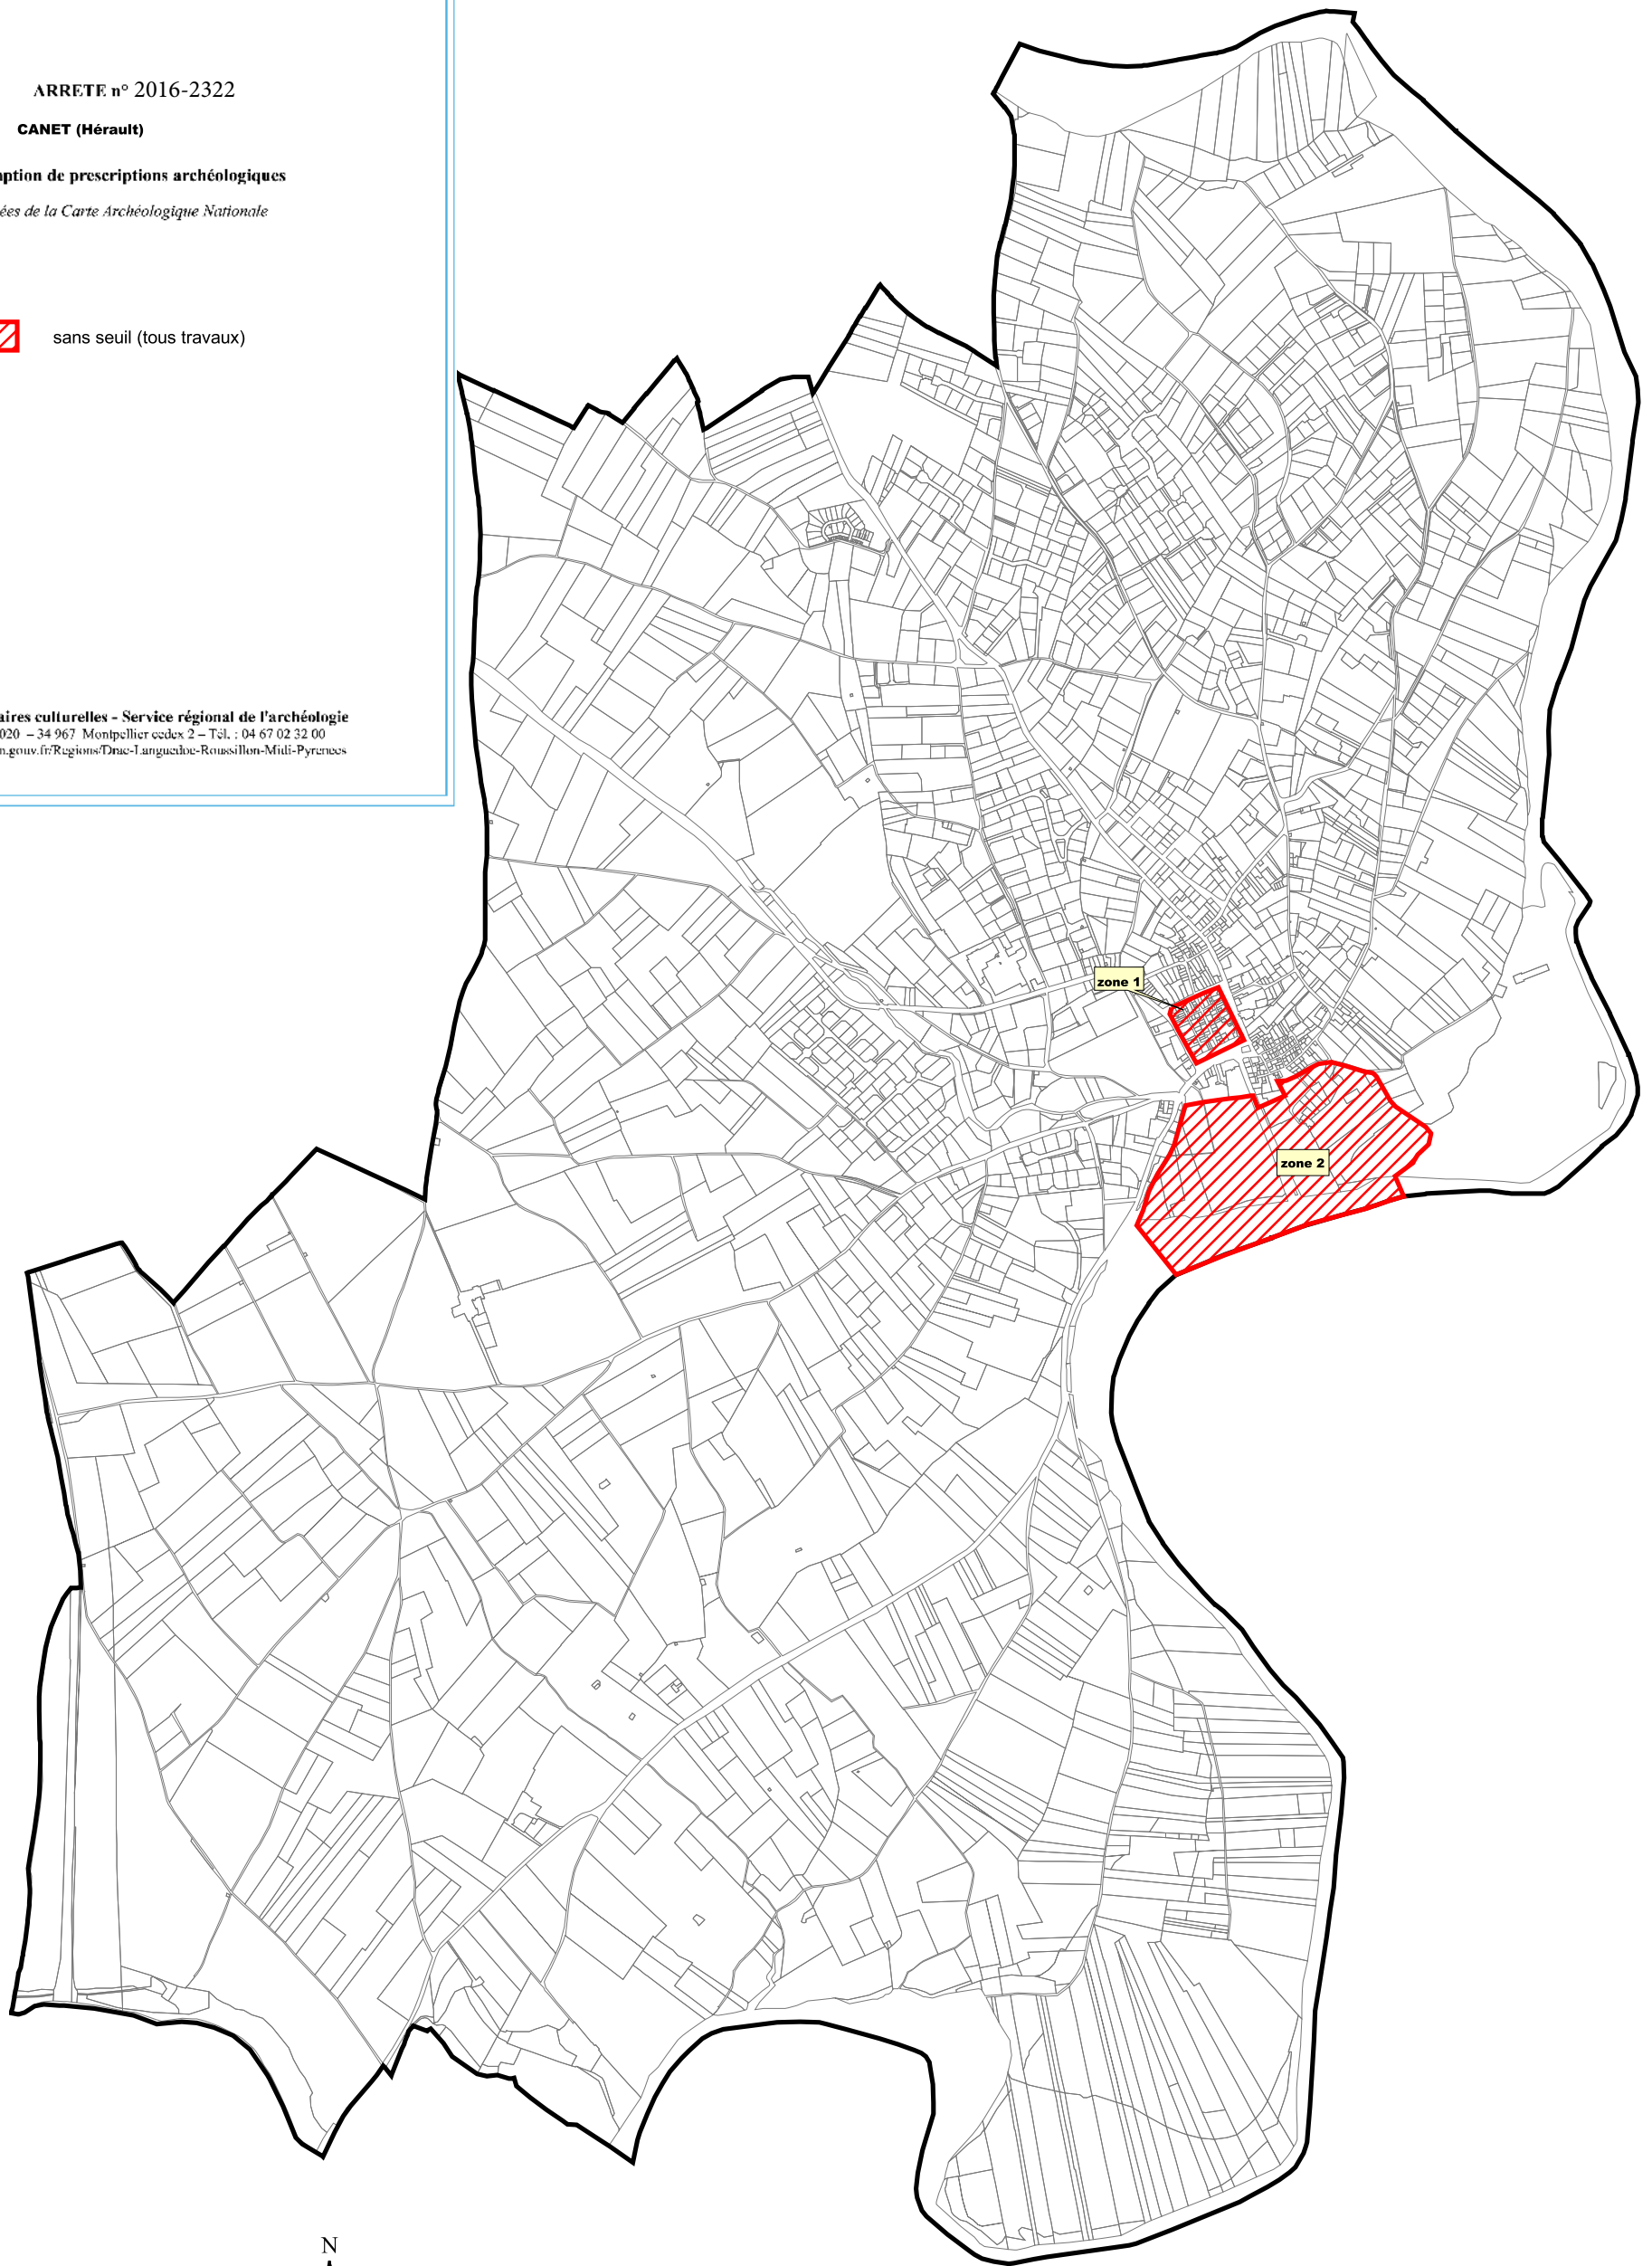 ARRETE n° 2016-2322
CANET (Hérault)
ption de prescriptions archéologiques
ées de la Carte Archéologique Nationale
sans seuil (tous travaux)
aires culturelles - Service régional de l'archéologie
020 – 34 967 Montpellier cedex 2 – Tél. : 04 67 02 32 00
n.gouv.fr/Regions/Drac-Languedoc-Roussillon-Midi-Pyrenees
zone 1
zone 2
N